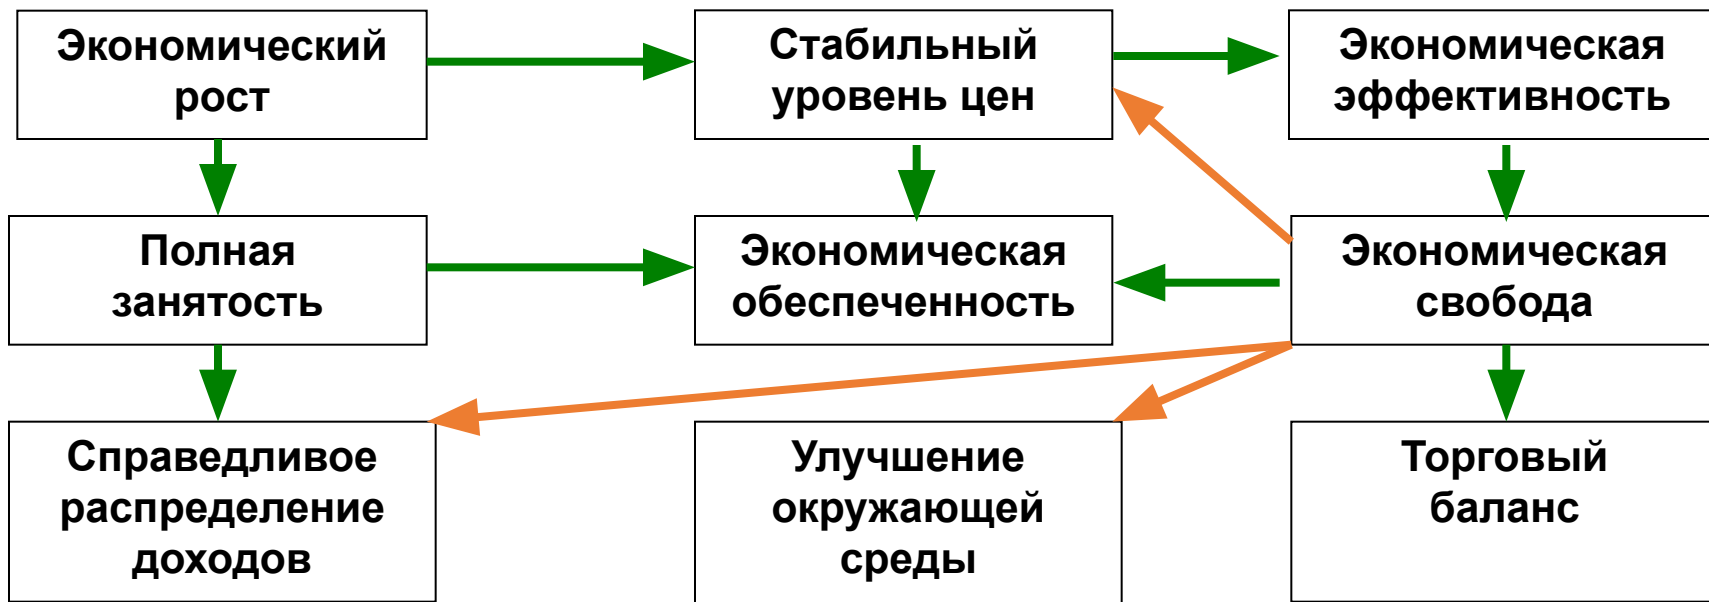 Экономический
рост
Стабильный
уровень цен
Экономическая
эффективность
Полная
занятость
Экономическая
обеспеченность
Экономическая
свобода
Справедливое
распределение
доходов
Улучшение
окружающей
среды
Торговый
баланс